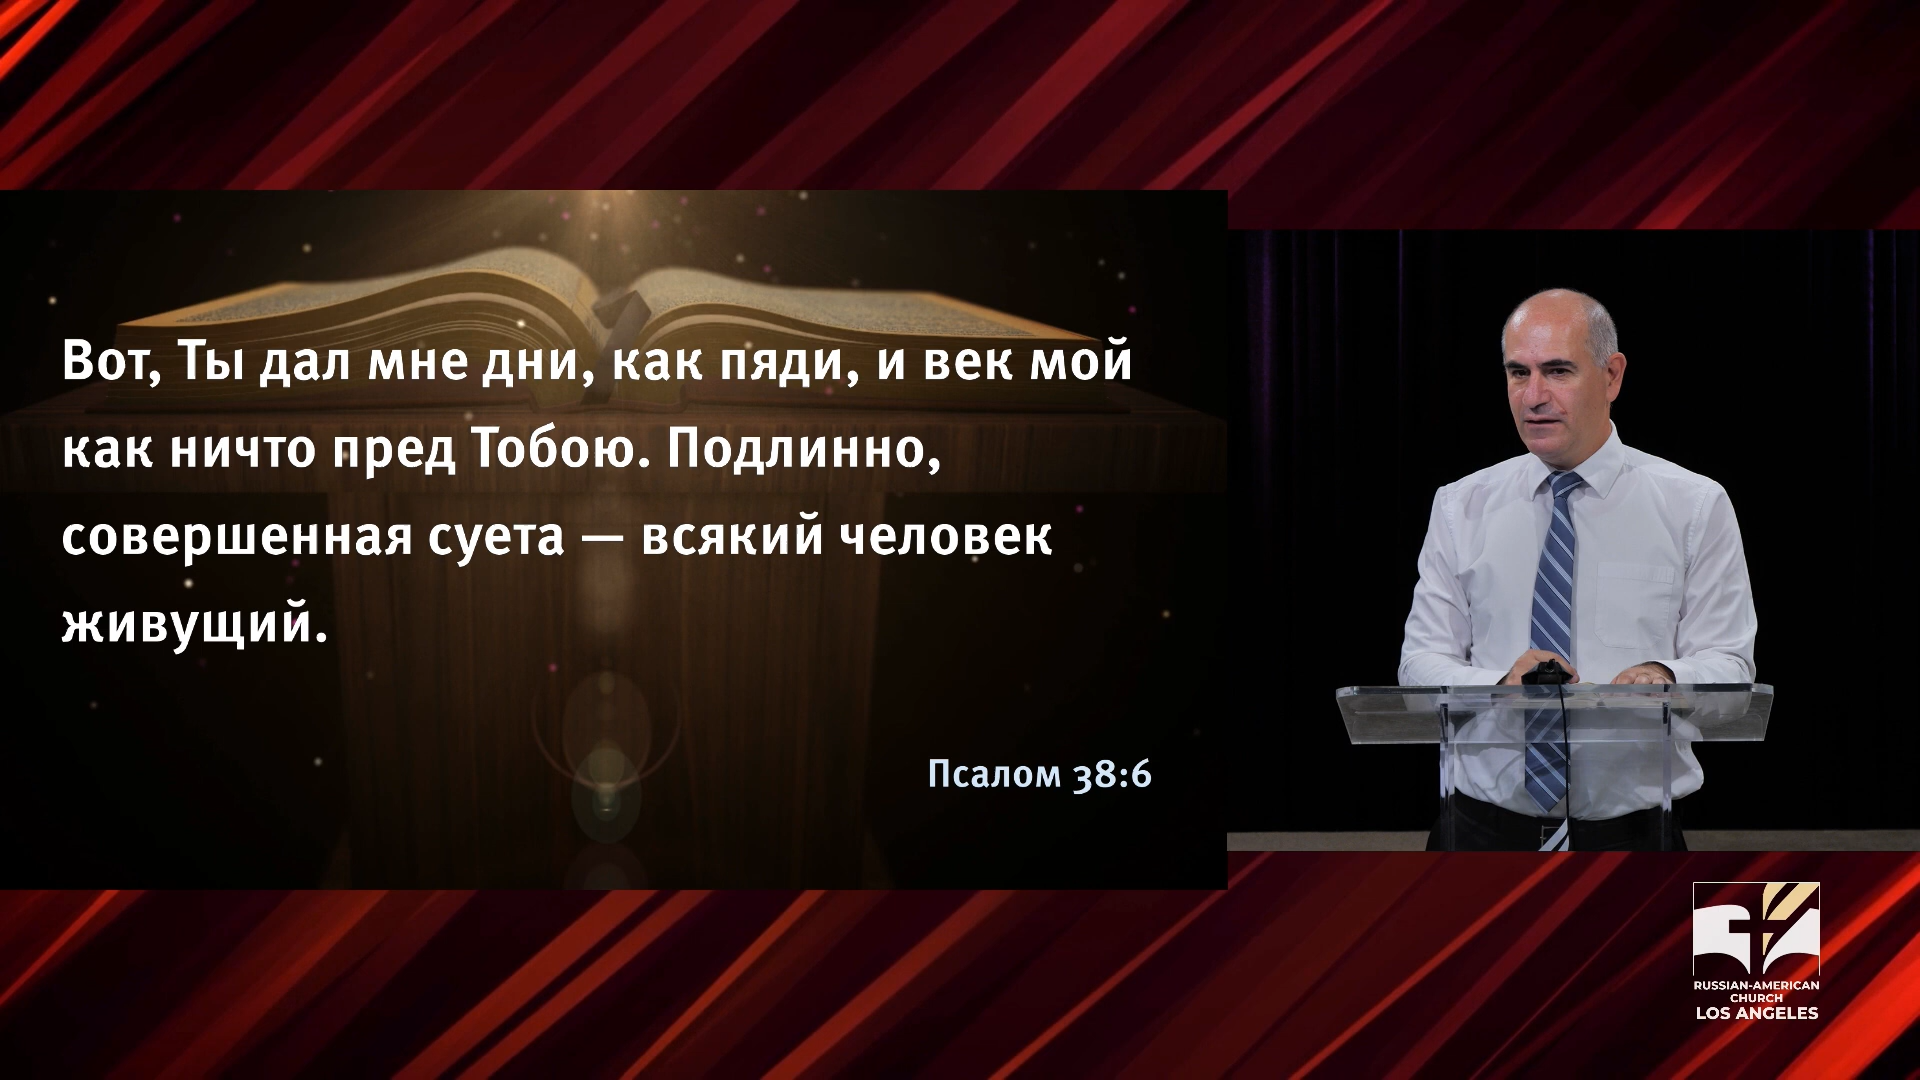 Вот, Ты дал мне дни, как пяди, и век мой
как ничто пред Тобою. Подлинно,
совершенная суета — всякий человек
живущий.
Псалом 38:6
RUSSIAN-AMERICAN
CHURCH
LOS ANGELES